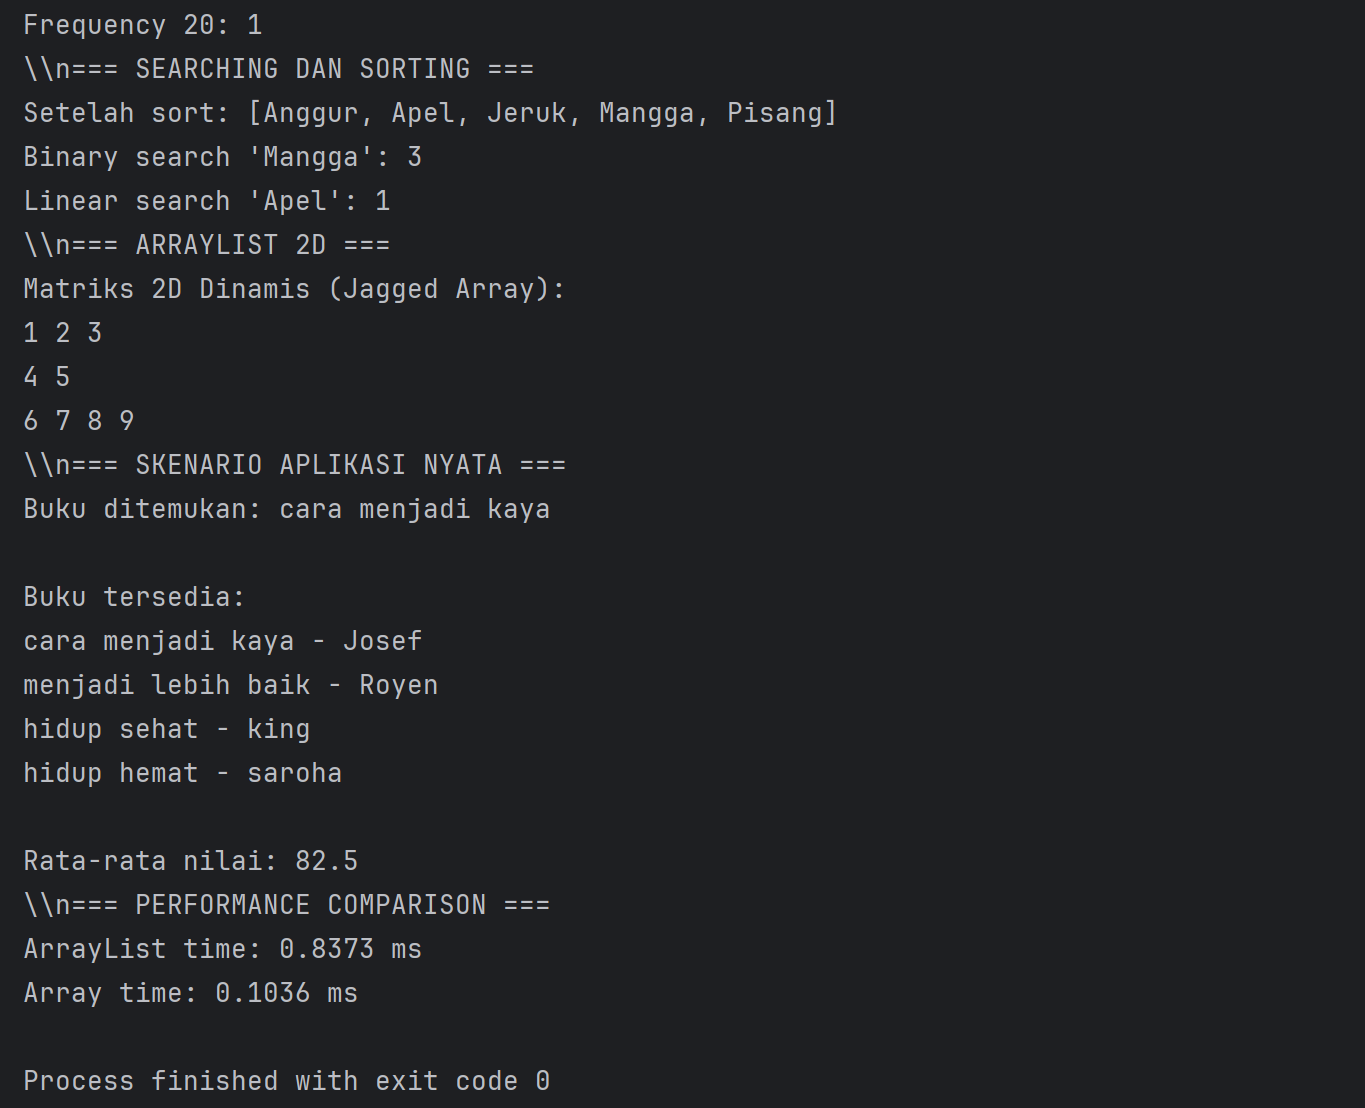 Frequency 20: 1
\\n=== SEARCHING DAN SORTING ===
Setelah sort: [Anggur, Apel, Jeruk, Mangga, Pisang]
Binary search 'Mangga': 3
Linear search 'Apel': 1
\\n=== ARRAYLIST 2D ===
Matriks 2D Dinamis (Jagged Array):
1 2 3
4 5
6 7 8 9
\\n=== SKENARIO APLIKASI NYATA ===
Buku ditemukan: cara menjadi kaya

Buku tersedia:
cara menjadi kaya - Josef
menjadi lebih baik - Royen
hidup sehat - king
hidup hemat - saroha

Rata-rata nilai: 82.5
\\n=== PERFORMANCE COMPARISON ===
ArrayList time: 0.8373 ms
Array time: 0.1036 ms

Process finished with exit code 0